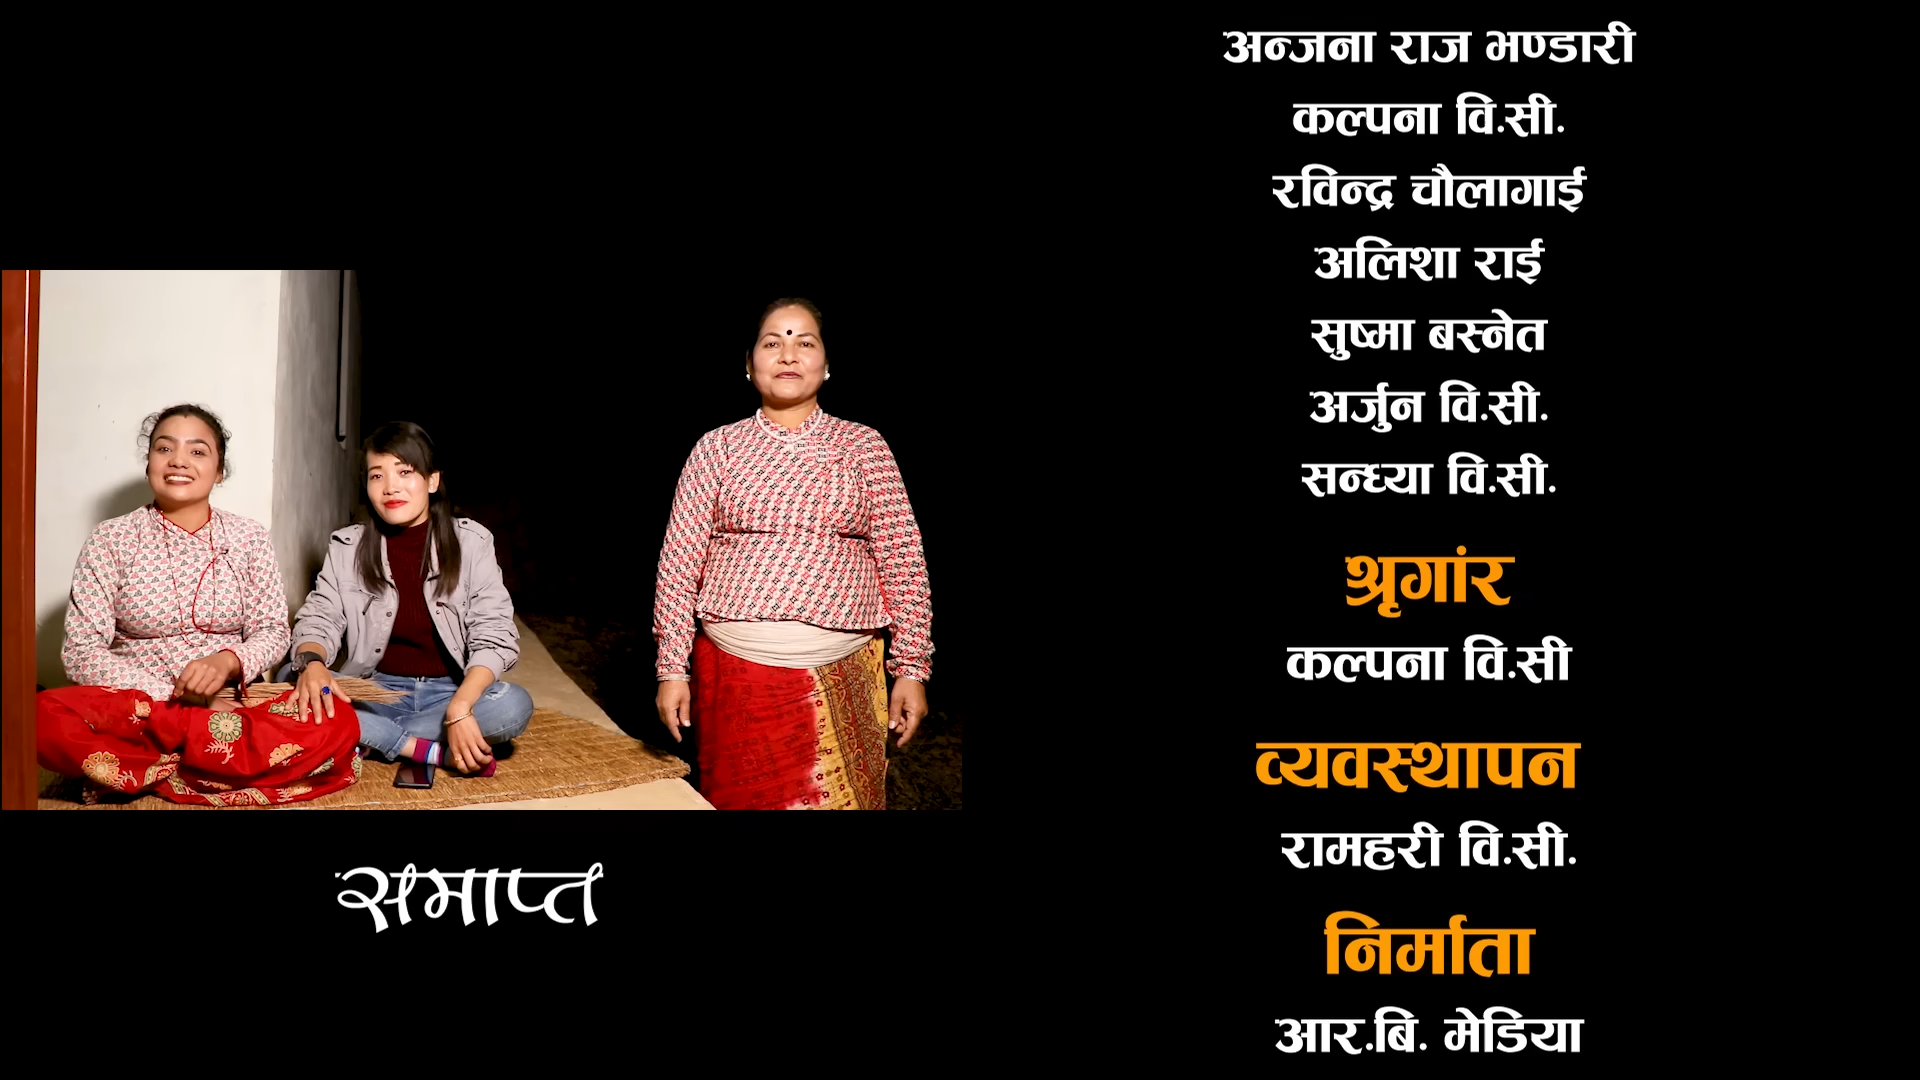 अन्जना राज भण्डारी
कल्पना वि.सी.
रविन्द्र चौलागाई
अलिशा राई
सुष्मा बस्नेत
अर्जुन वि.सी.
सन्ध्या वि.सी.
श्रृगांर
कल्पना वि.सी
व्यवस्थापन
रामहरी वि.सी.
निर्माता
आर.बि. मेडिया
समाप्त